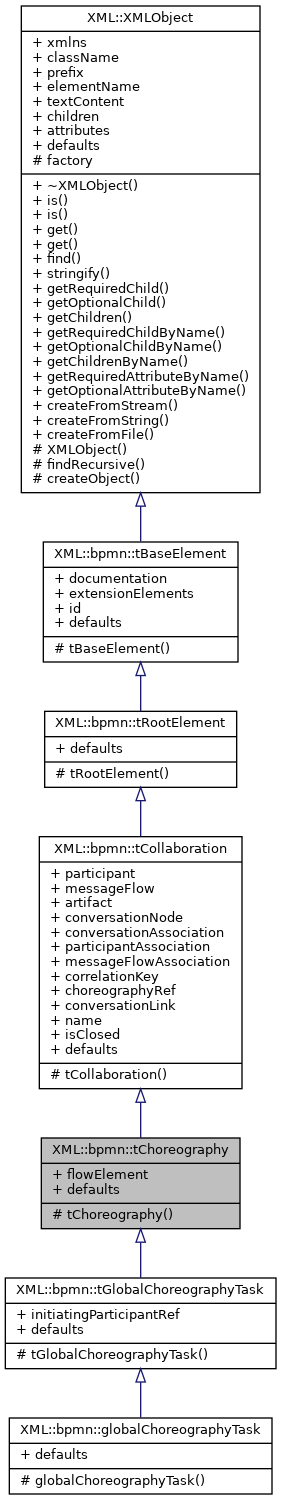 XML::XMLObject
+ xmlns
+ className
+ prefix
+ elementName
+ textContent
+ children
+ attributes
+ defaults
# factory
+ ~XMLObject()
+ is()
+ is()
+ get()
+ get()
+ find()
+ stringify()
+ getRequiredChild()
+ getOptionalChild()
+ getChildren()
+ getRequiredChildByName()
+ getOptionalChildByName()
+ getChildrenByName()
+ getRequiredAttributeByName()
+ getOptionalAttributeByName()
+ createFromStream()
+ createFromString()
+ createFromFile()
# XMLObject()
# findRecursive()
# createObject()
XML::bpmn::tBaseElement
+ documentation
+ extensionElements
+ id
+ defaults
# tBaseElement()
XML::bpmn::tRootElement
+ defaults
# tRootElement()
XML::bpmn::tCollaboration
+ participant
+ messageFlow
+ artifact
+ conversationNode
+ conversationAssociation
+ participantAssociation
+ messageFlowAssociation
+ correlationKey
+ choreographyRef
+ conversationLink
+ name
+ isClosed
+ defaults
# tCollaboration()
XML::bpmn::tChoreography
+ flowElement
+ defaults
# tChoreography()
XML::bpmn::tGlobalChoreographyTask
+ initiatingParticipantRef
+ defaults
# tGlobalChoreographyTask()
XML::bpmn::globalChoreographyTask
+ defaults
# globalChoreographyTask()